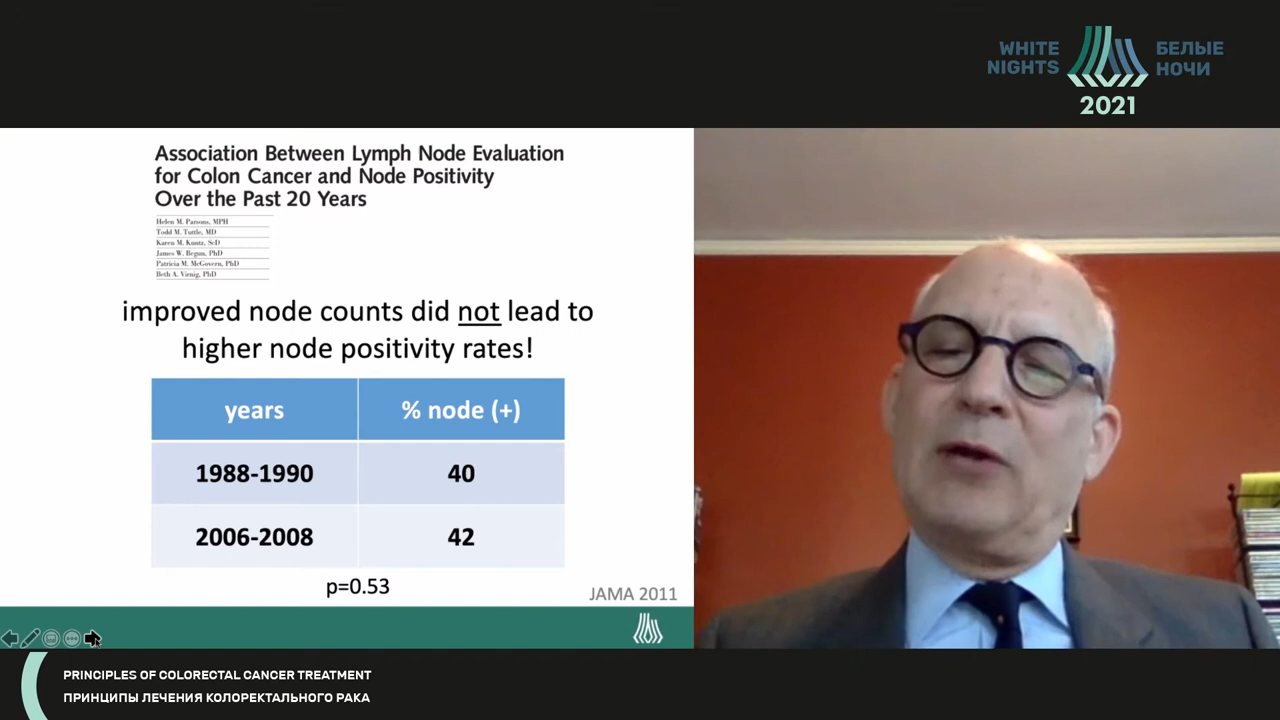 WHITE
NIGHTS
БЕЛЫЕ
НОЧИ
2021
Association Between Lymph Node Evaluation
for Colon Cancer and Node Positivity
Over the Past 20 Years
Helen M. Parsons, MPH
Todd M. Tuttle, MD
Karen M. Kuntz, ScD
James W. Begun, PhD
Patricia M. McGovern, PhD
Beth A. Virnig, PhD
improved node counts did not lead to
higher node positivity rates!
years % node (+)
1988-1990 40
2006-2008 42
p=0.53
JAMA 2011
PRINCIPLES OF COLORECTAL CANCER TREATMENT
ПРИНЦИПЫ ЛЕЧЕНИЯ КОЛОРЕКТАЛЬНОГО РАКА